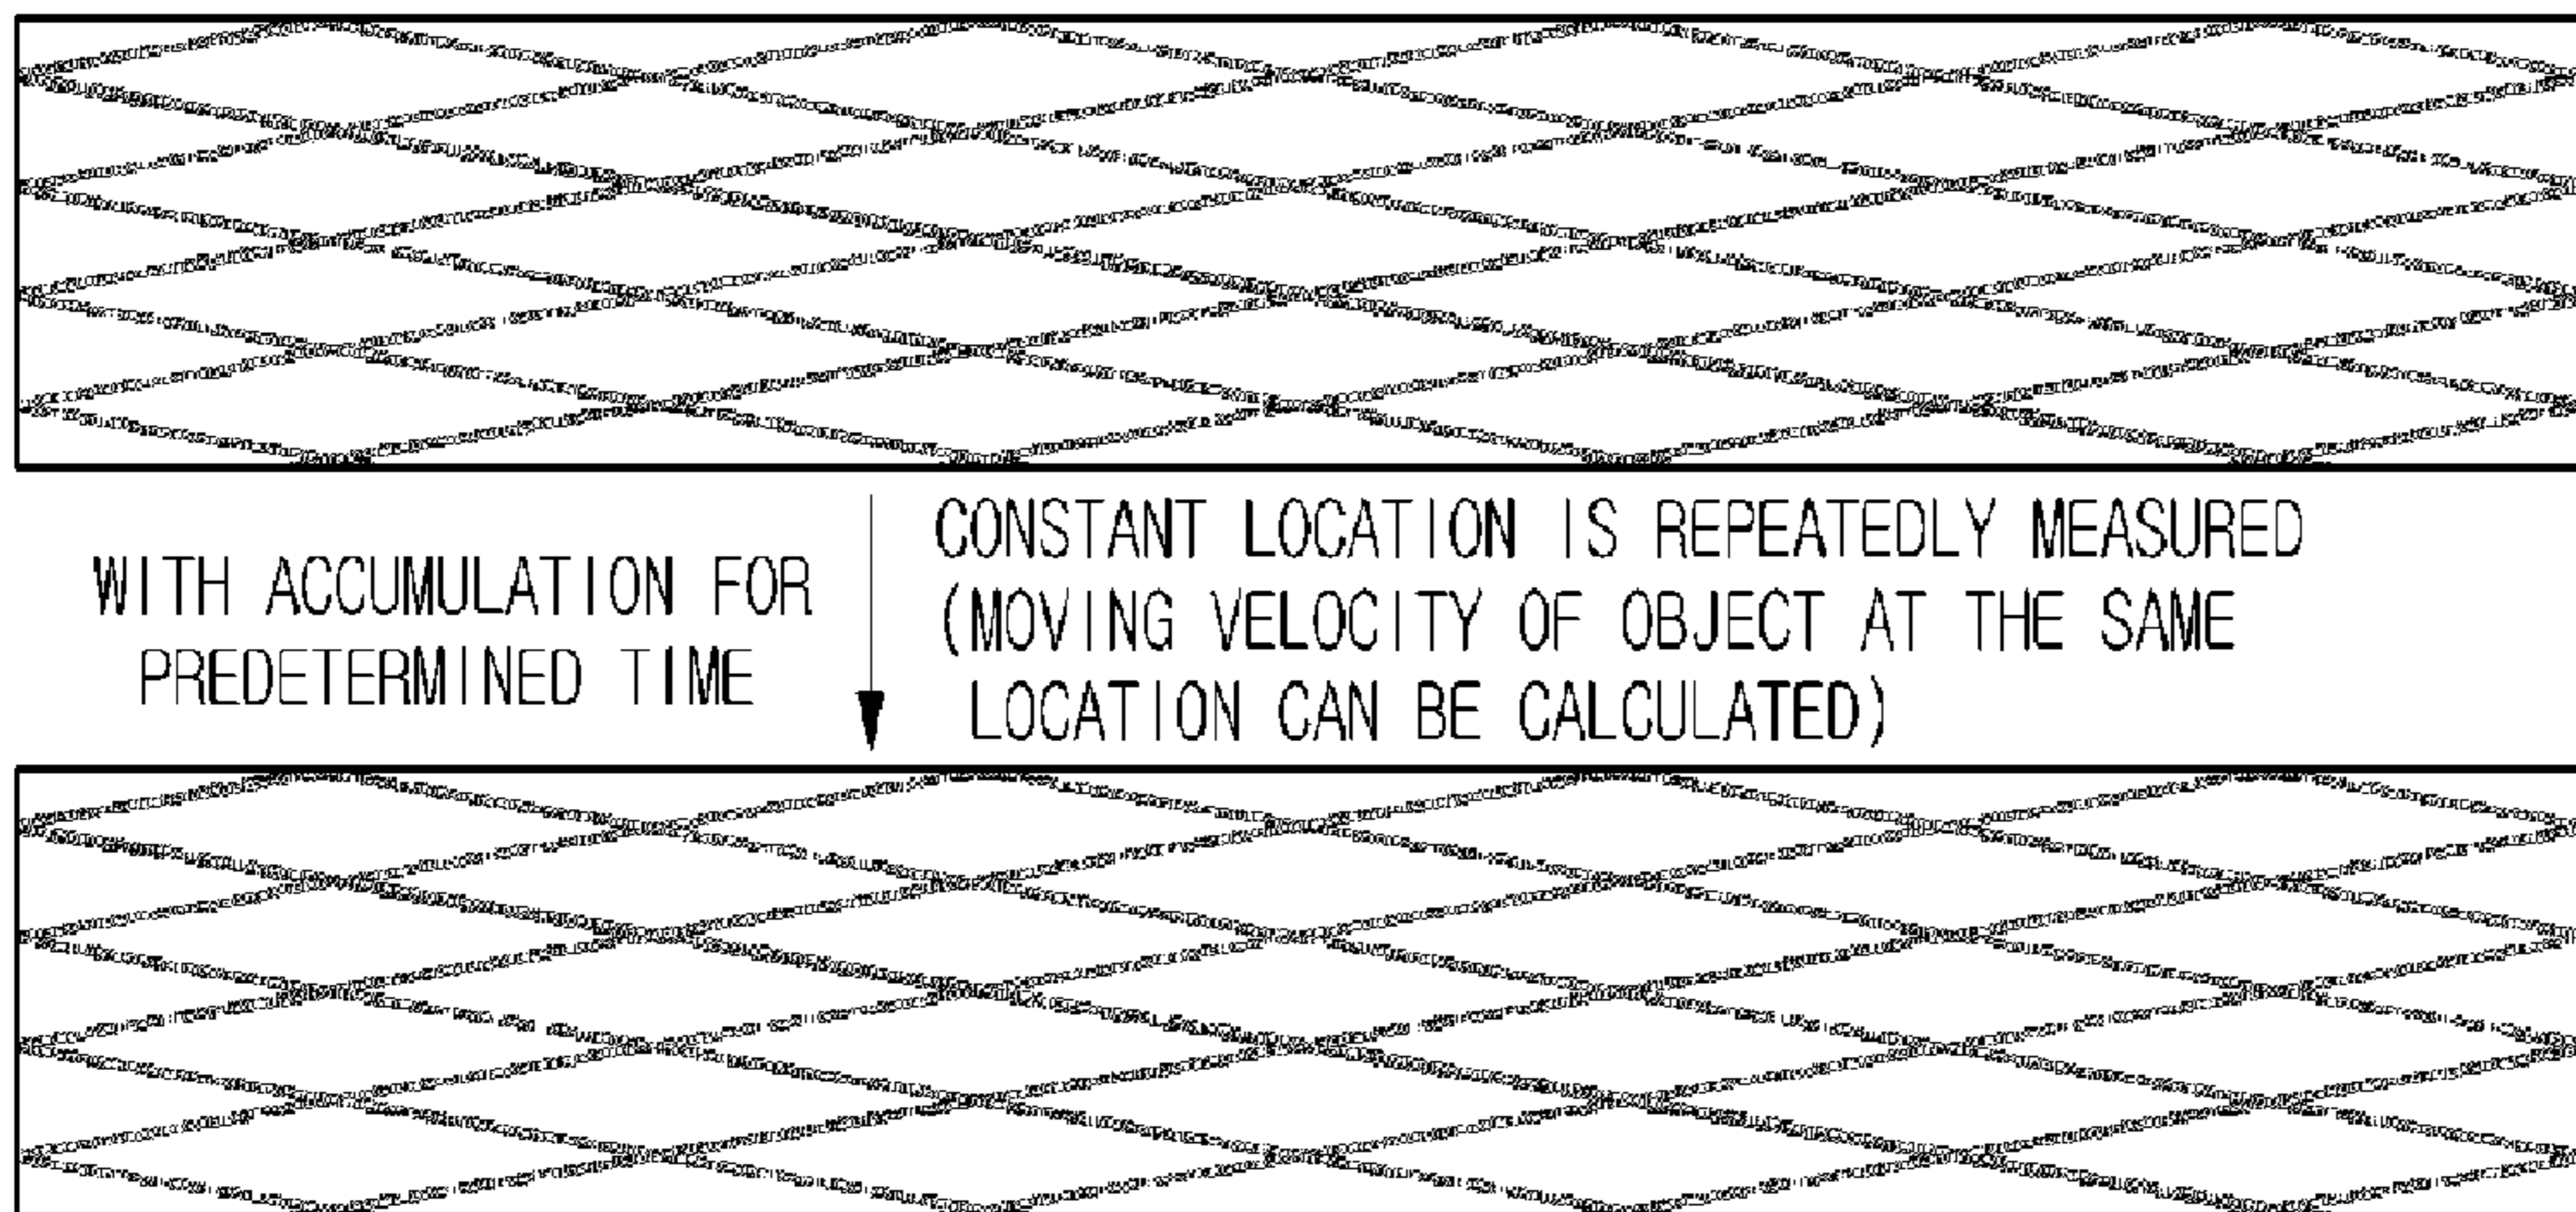 WITH ACCUMULATION FOR
PREDETERMINED TIME
CONSTANT LOCATION IS REPEATEDLY MEASURED
(MOVING VELOCITY OF OBJECT AT THE SAME
LOCATION CAN BE CALCULATED)